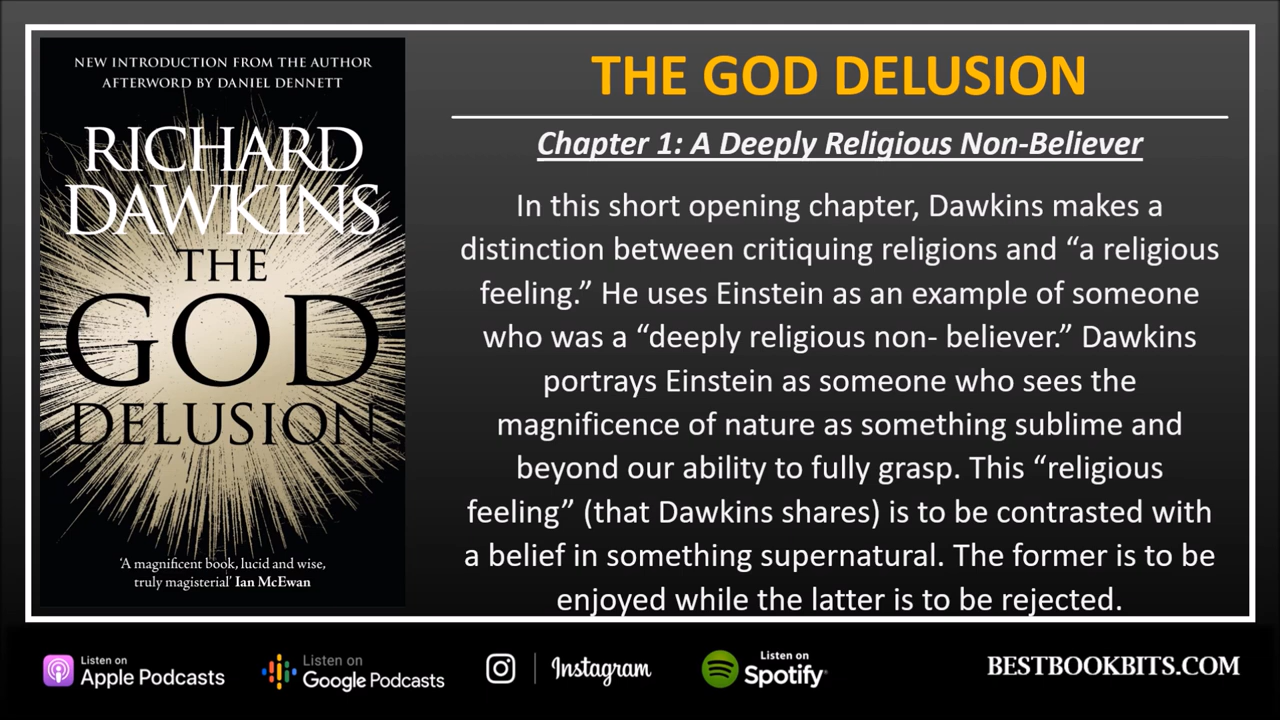 NEW INTRODUCTION FROM THE AUTHOR
AFTERWORD BY DANIEL DENNETT
RICHARD
DAWKINS
THE
GOD
DELUSION
'A magnificent book, lucid and wise,
truly magisterial' Ian McEwan
THE GOD DELUSION
Chapter 1: A Deeply Religious Non-Believer
In this short opening chapter, Dawkins makes a
distinction between critiquing religions and “a religious
feeling.” He uses Einstein as an example of someone
who was a “deeply religious non- believer.” Dawkins
portrays Einstein as someone who sees the
magnificence of nature as something sublime and
beyond our ability to fully grasp. This “religious
feeling” (that Dawkins shares) is to be contrasted with
a belief in something supernatural. The former is to be
enjoyed while the latter is to be rejected.
Listen on
Apple Podcasts
Listen on
Google Podcasts
Instagram
Listen on
Spotify
BESTBOOKBITS.COM